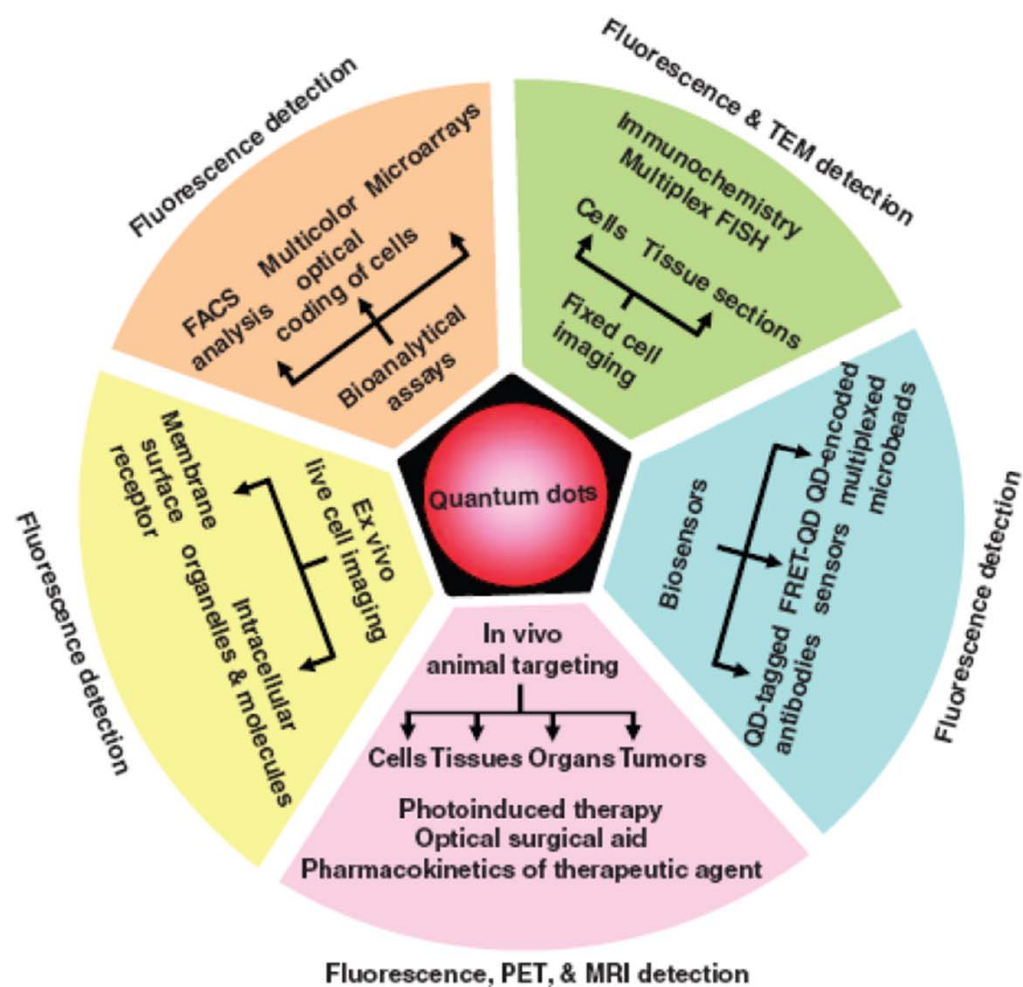 Fluorescence detection
FACS
analysis
Multicolor
optical
coding of cells
Microarrays
Bioanalytical
assays
Fluorescence & TEM detection
Immunochemistry
Multiplex FISH
Cells
Tissue sections
Fixed cell
imaging
Fluorescence detection
Biosensors
QD-encoded
multiplexed
microbeads
FRET-QD
sensors
QD-tagged
antibodies
Quantum dots
Fluorescence detection
Membrane
surface
receptor
Ex vivo
live cell imaging
Intracellular
organelles & molecules
In vivo
animal targeting
Cells Tissues Organs Tumors
Photoinduced therapy
Optical surgical aid
Pharmacokinetics of therapeutic agent
Fluorescence, PET, & MRI detection